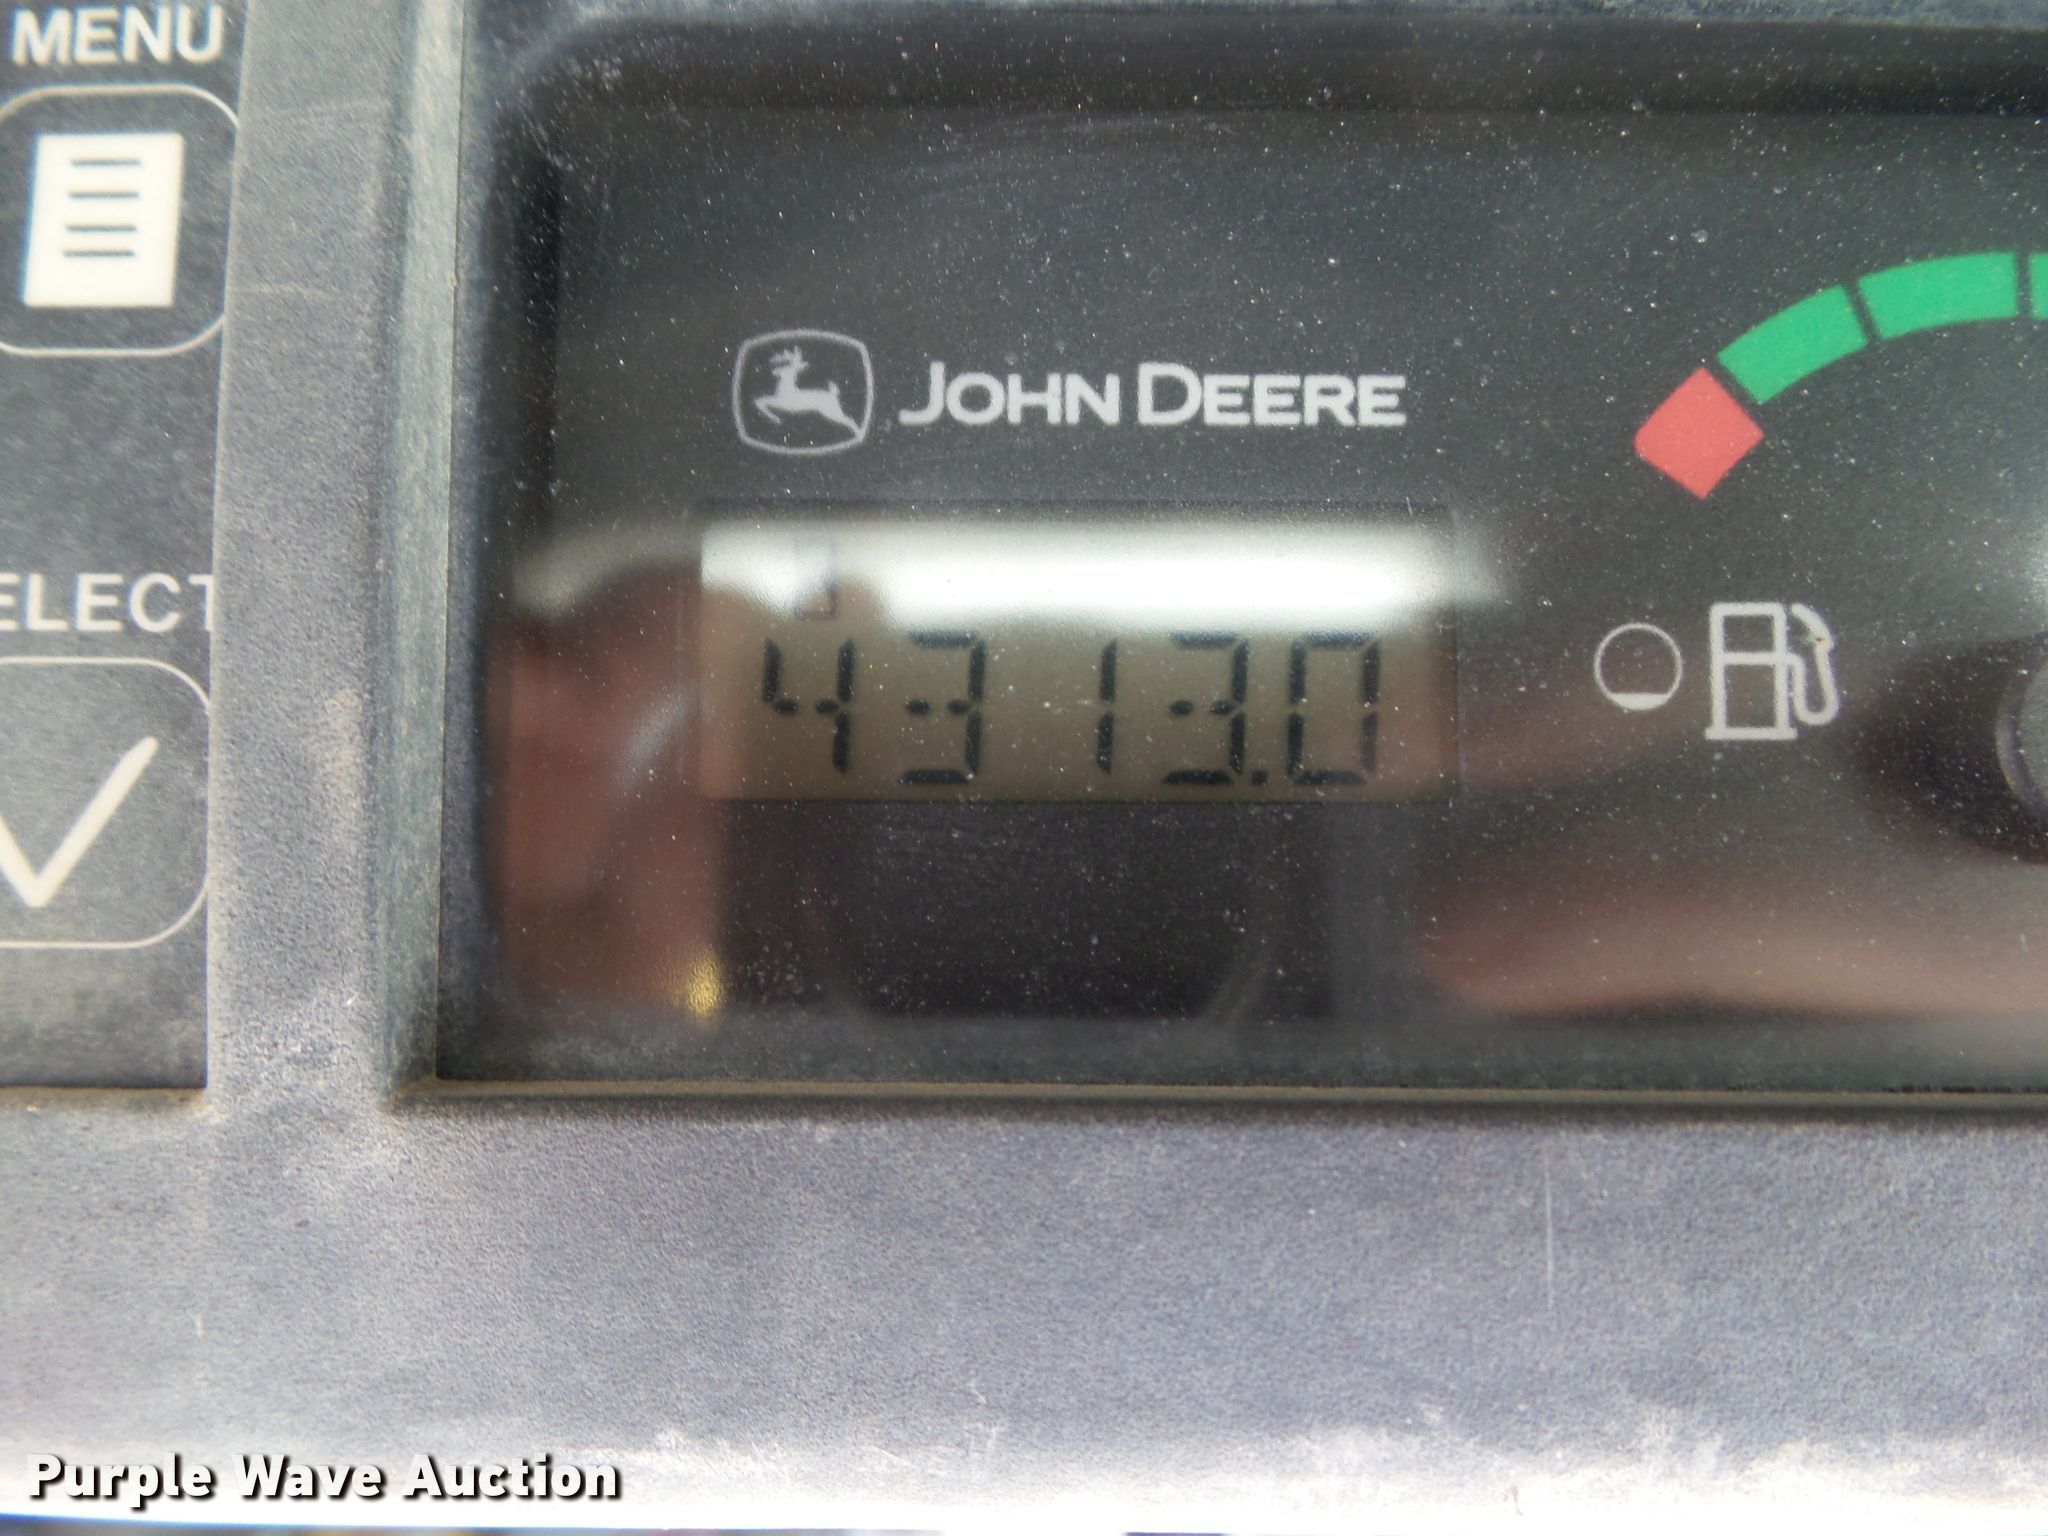 MENU
JOHN DEERE
4313.0
ELECT
Purple Wave Auction